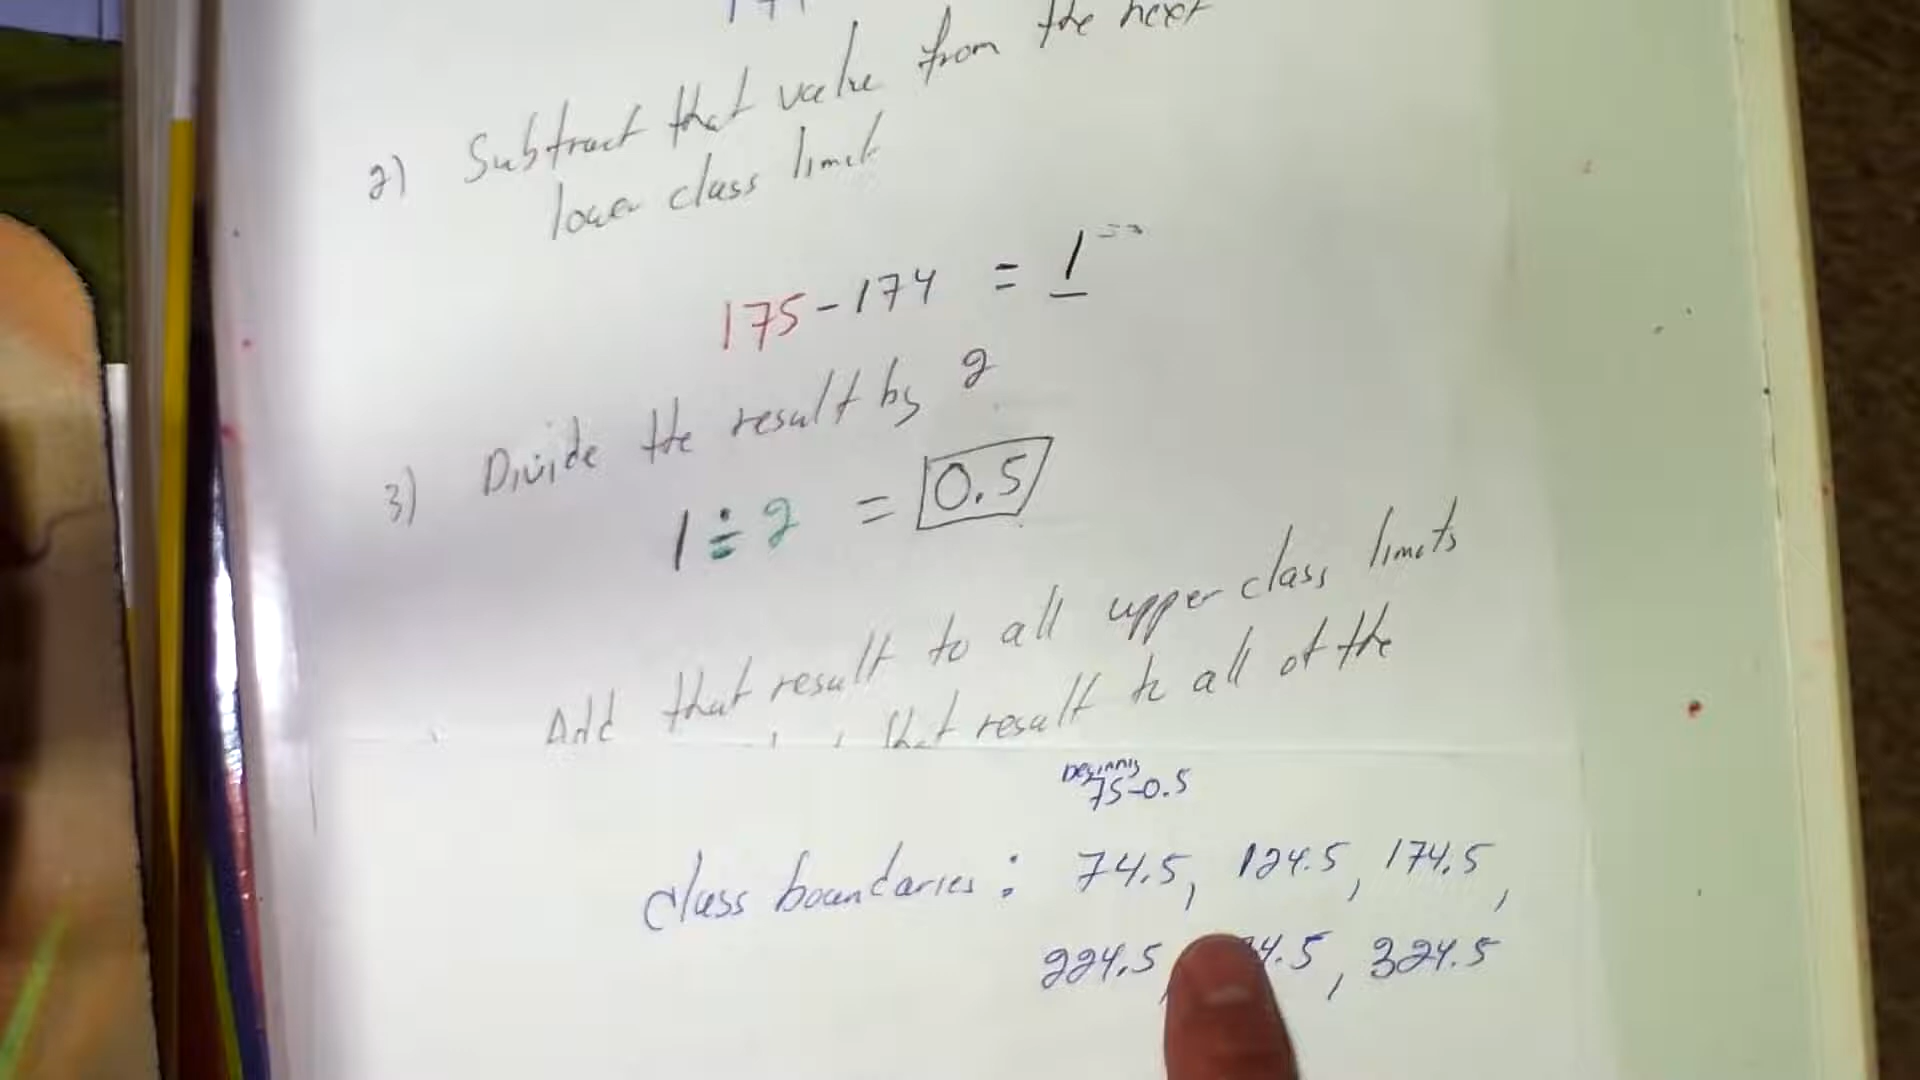 2) Subtract that value from the next
lower class limit
175 - 174 = 1
3) Divide the result by 2
1 ÷ 2 = 0.5
Add that result to all upper class limits
that result to all of the
Beginning
75-0.5
class boundaries: 74.5, 124.5, 174.5,
224.5, 4.5, 324.5